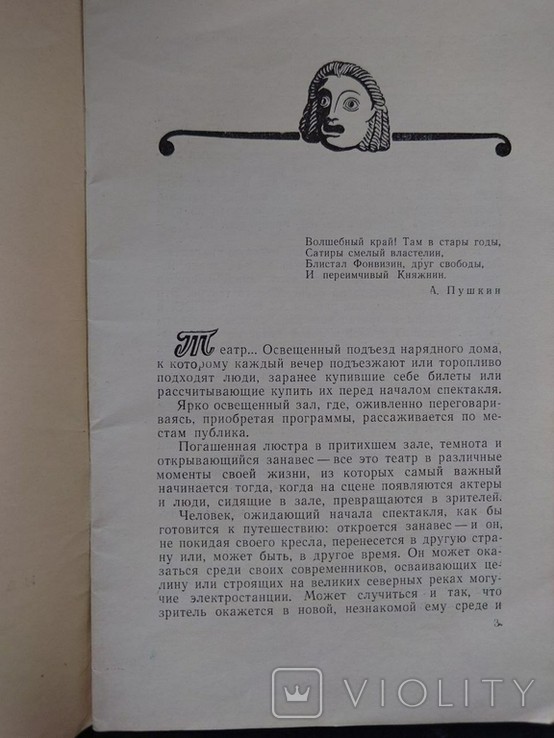 Волшебный край! Там в стары годы,
Сатиры смелый властелин,
Блистал Фонвизин, друг свободы,
И переимчивый Княжнин.
А. Пушкин
Театр... Освещенный подъезд нарядного дома,
к которому каждый вечер подъезжают или торопливо
подходят люди, заранее купившие себе билеты или
рассчитывающие купить их перед началом спектакля.
Ярко освещенный зал, где, оживленно переговари-
ваясь, приобретая программы, рассаживается по ме-
стам публика.
Погашенная люстра в притихшем зале, темнота и
открывающийся занавес — все это театр в различные
моменты своей жизни, из которых самый важный
начинается тогда, когда на сцене появляются актеры
и люди, сидящие в зале, превращаются в зрителей.
Человек, ожидающий начала спектакля, как бы
готовится к путешествию: откроется занавес — и он,
не покидая своего кресла, перенесется в другую стра-
ну или, может быть, в другое время. Он может ока-
заться среди своих современников, осваивающих це-
лину или строящих на великих северных реках могу-
чие электростанции. Может случиться и так, что
зритель окажется в новой, незнакомой ему среде и
3
VIOLITY